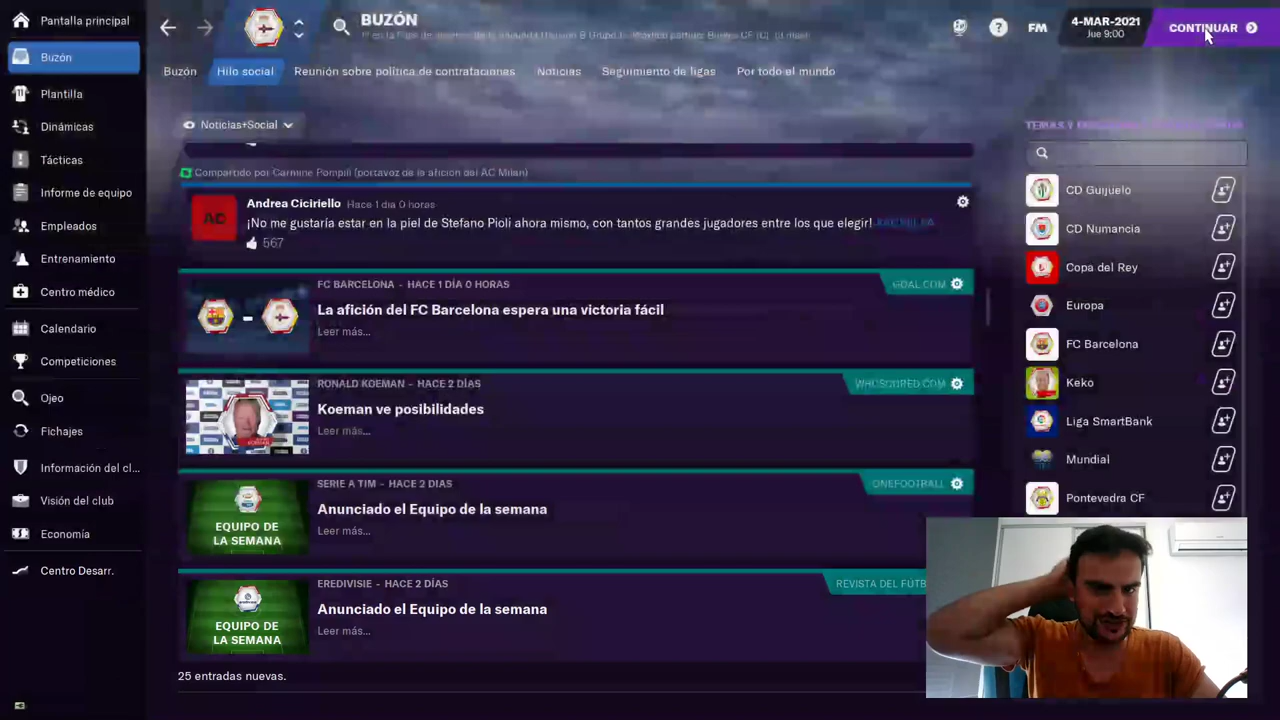 Pantalla principal
BUZÓN
FM
4-MAR-2021
Jue 9:00
CONTINUAR
Buzón
Buzón
Hilo social
Reunión sobre política de contrataciones
Noticias
Seguimiento de ligas
Por todo el mundo
Plantilla
Dinámicas
Tácticas
Informe de equipo
Empleados
Entrenamiento
Centro médico
Calendario
Competiciones
Ojeo
Fichajes
Información del cl...
Visión del club
Economía
Centro Desarr.
Noticias+Social
Compartido por Carmine Pompili (portavoz de la afición del AC Milan)
AD
Andrea Ciciriello Hace 1 día 0 horas
¡No me gustaría estar en la piel de Stefano Pioli ahora mismo, con tantos grandes jugadores entre los que elegir!
567
FC BARCELONA - HACE 1 DÍA 0 HORAS
GOAL.COM
La afición del FC Barcelona espera una victoria fácil
Leer más...
RONALD KOEMAN - HACE 2 DÍAS
WHOSCORED.COM
Koeman ve posibilidades
Leer más...
SERIE A TIM - HACE 2 DÍAS
ONEFOOTBALL
EQUIPO DE
LA SEMANA
Anunciado el Equipo de la semana
Leer más...
EREDIVISIE - HACE 2 DÍAS
REVISTA DEL FÚTB
EQUIPO DE
LA SEMANA
Anunciado el Equipo de la semana
Leer más...
25 entradas nuevas.
CD Guijuelo
CD Numancia
Copa del Rey
Europa
FC Barcelona
Keko
Liga SmartBank
Mundial
Pontevedra CF